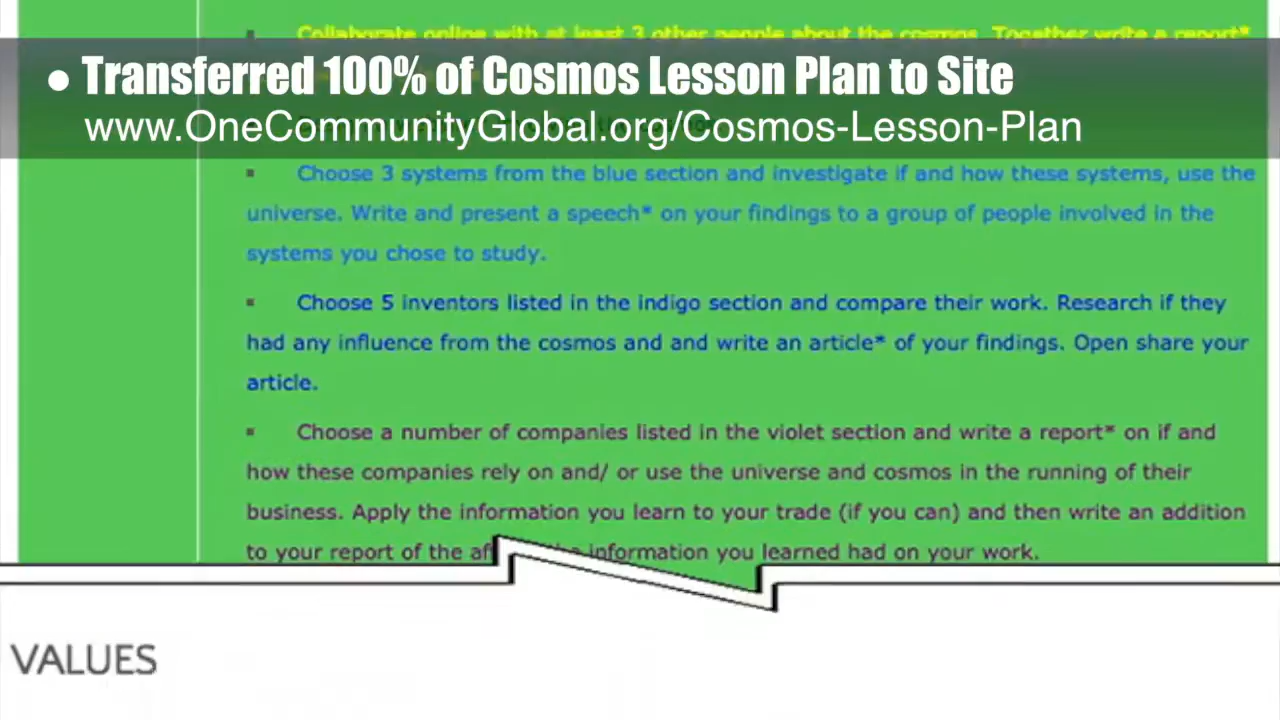 Collaborate online with at least 3 other people about the cosmos. Together write a report*
● Transferred 100% of Cosmos Lesson Plan to Site
www.OneCommunityGlobal.org/Cosmos-Lesson-Plan
▪ Choose 3 systems from the blue section and investigate if and how these systems, use the
universe. Write and present a speech* on your findings to a group of people involved in the
systems you chose to study.
▪ Choose 5 inventors listed in the indigo section and compare their work. Research if they
had any influence from the cosmos and and write an article* of your findings. Open share your
article.
▪ Choose a number of companies listed in the violet section and write a report* on if and
how these companies rely on and/ or use the universe and cosmos in the running of their
business. Apply the information you learn to your trade (if you can) and then write an addition
to your report of the information you learned had on your work.
VALUES